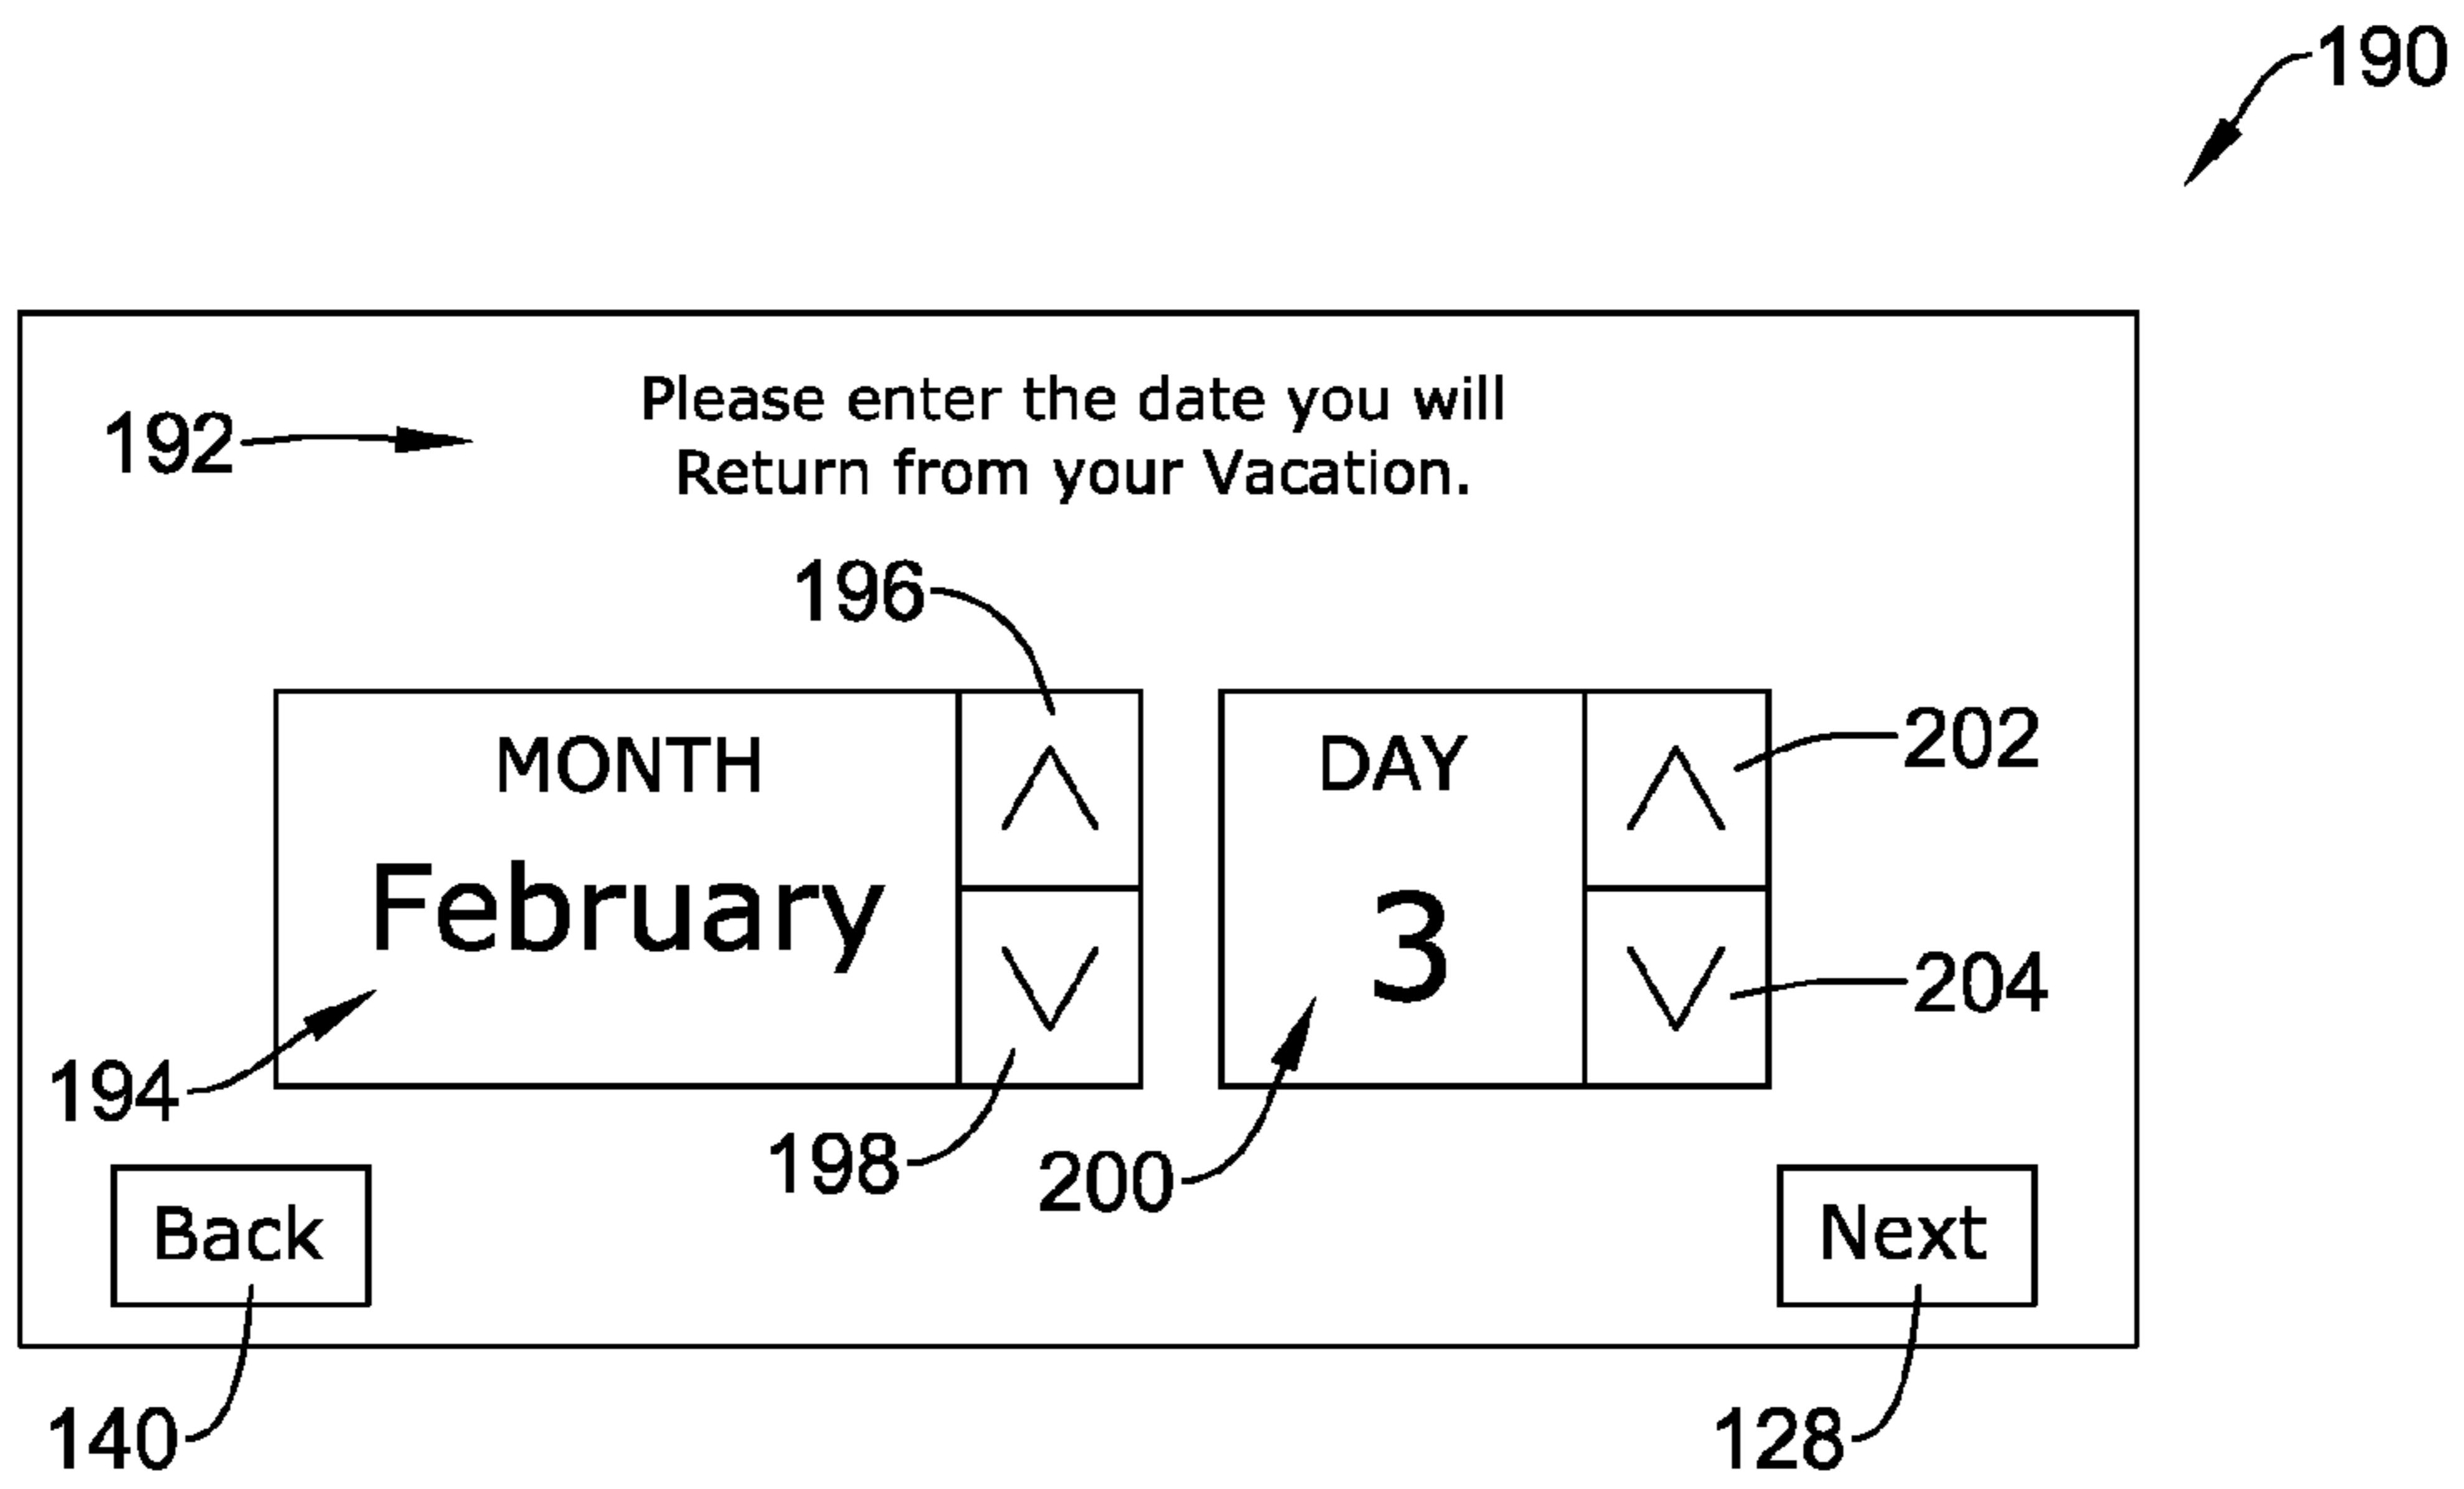 190
Please enter the date you will
192
Return from your Vacation.
196
MONTH
DAY
202
February
3
204
194
198
200
Back
Next
140
128